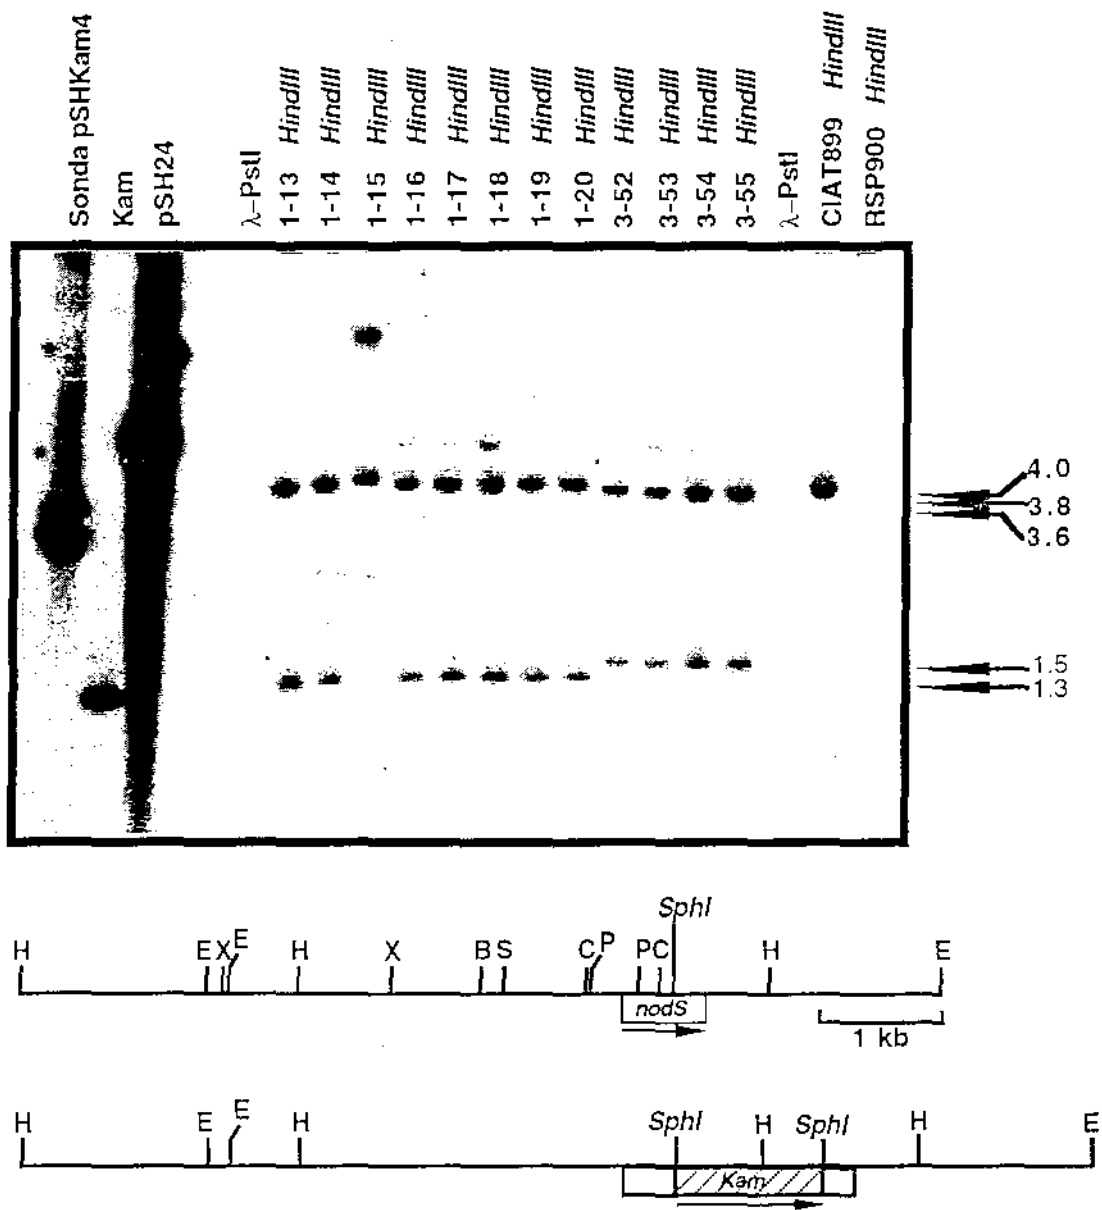 Sonda pSHKam4
Kam
pSH24
λ–PstI
1-13 HindIII
1-14 HindIII
1-15 HindIII
1-16 HindIII
1-17 HindIII
1-18 HindIII
1-19 HindIII
1-20 HindIII
3-52 HindIII
3-53 HindIII
3-54 HindIII
3-55 HindIII
λ–PstI
CIAT899 HindIII
RSP900 HindIII
4.0
3.8
3.6
1.5
1.3
SphI
H E X E H X B S C P P C H E
nodS
1 kb
H E E H SphI H SphI H E
Kam